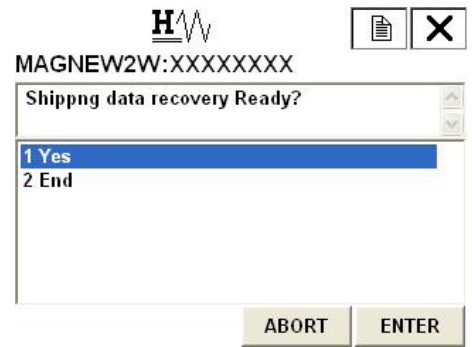 H
MAGNEW2W:XXXXXXXX
Shippng data recovery Ready?
1 Yes
2 End
ABORT ENTER